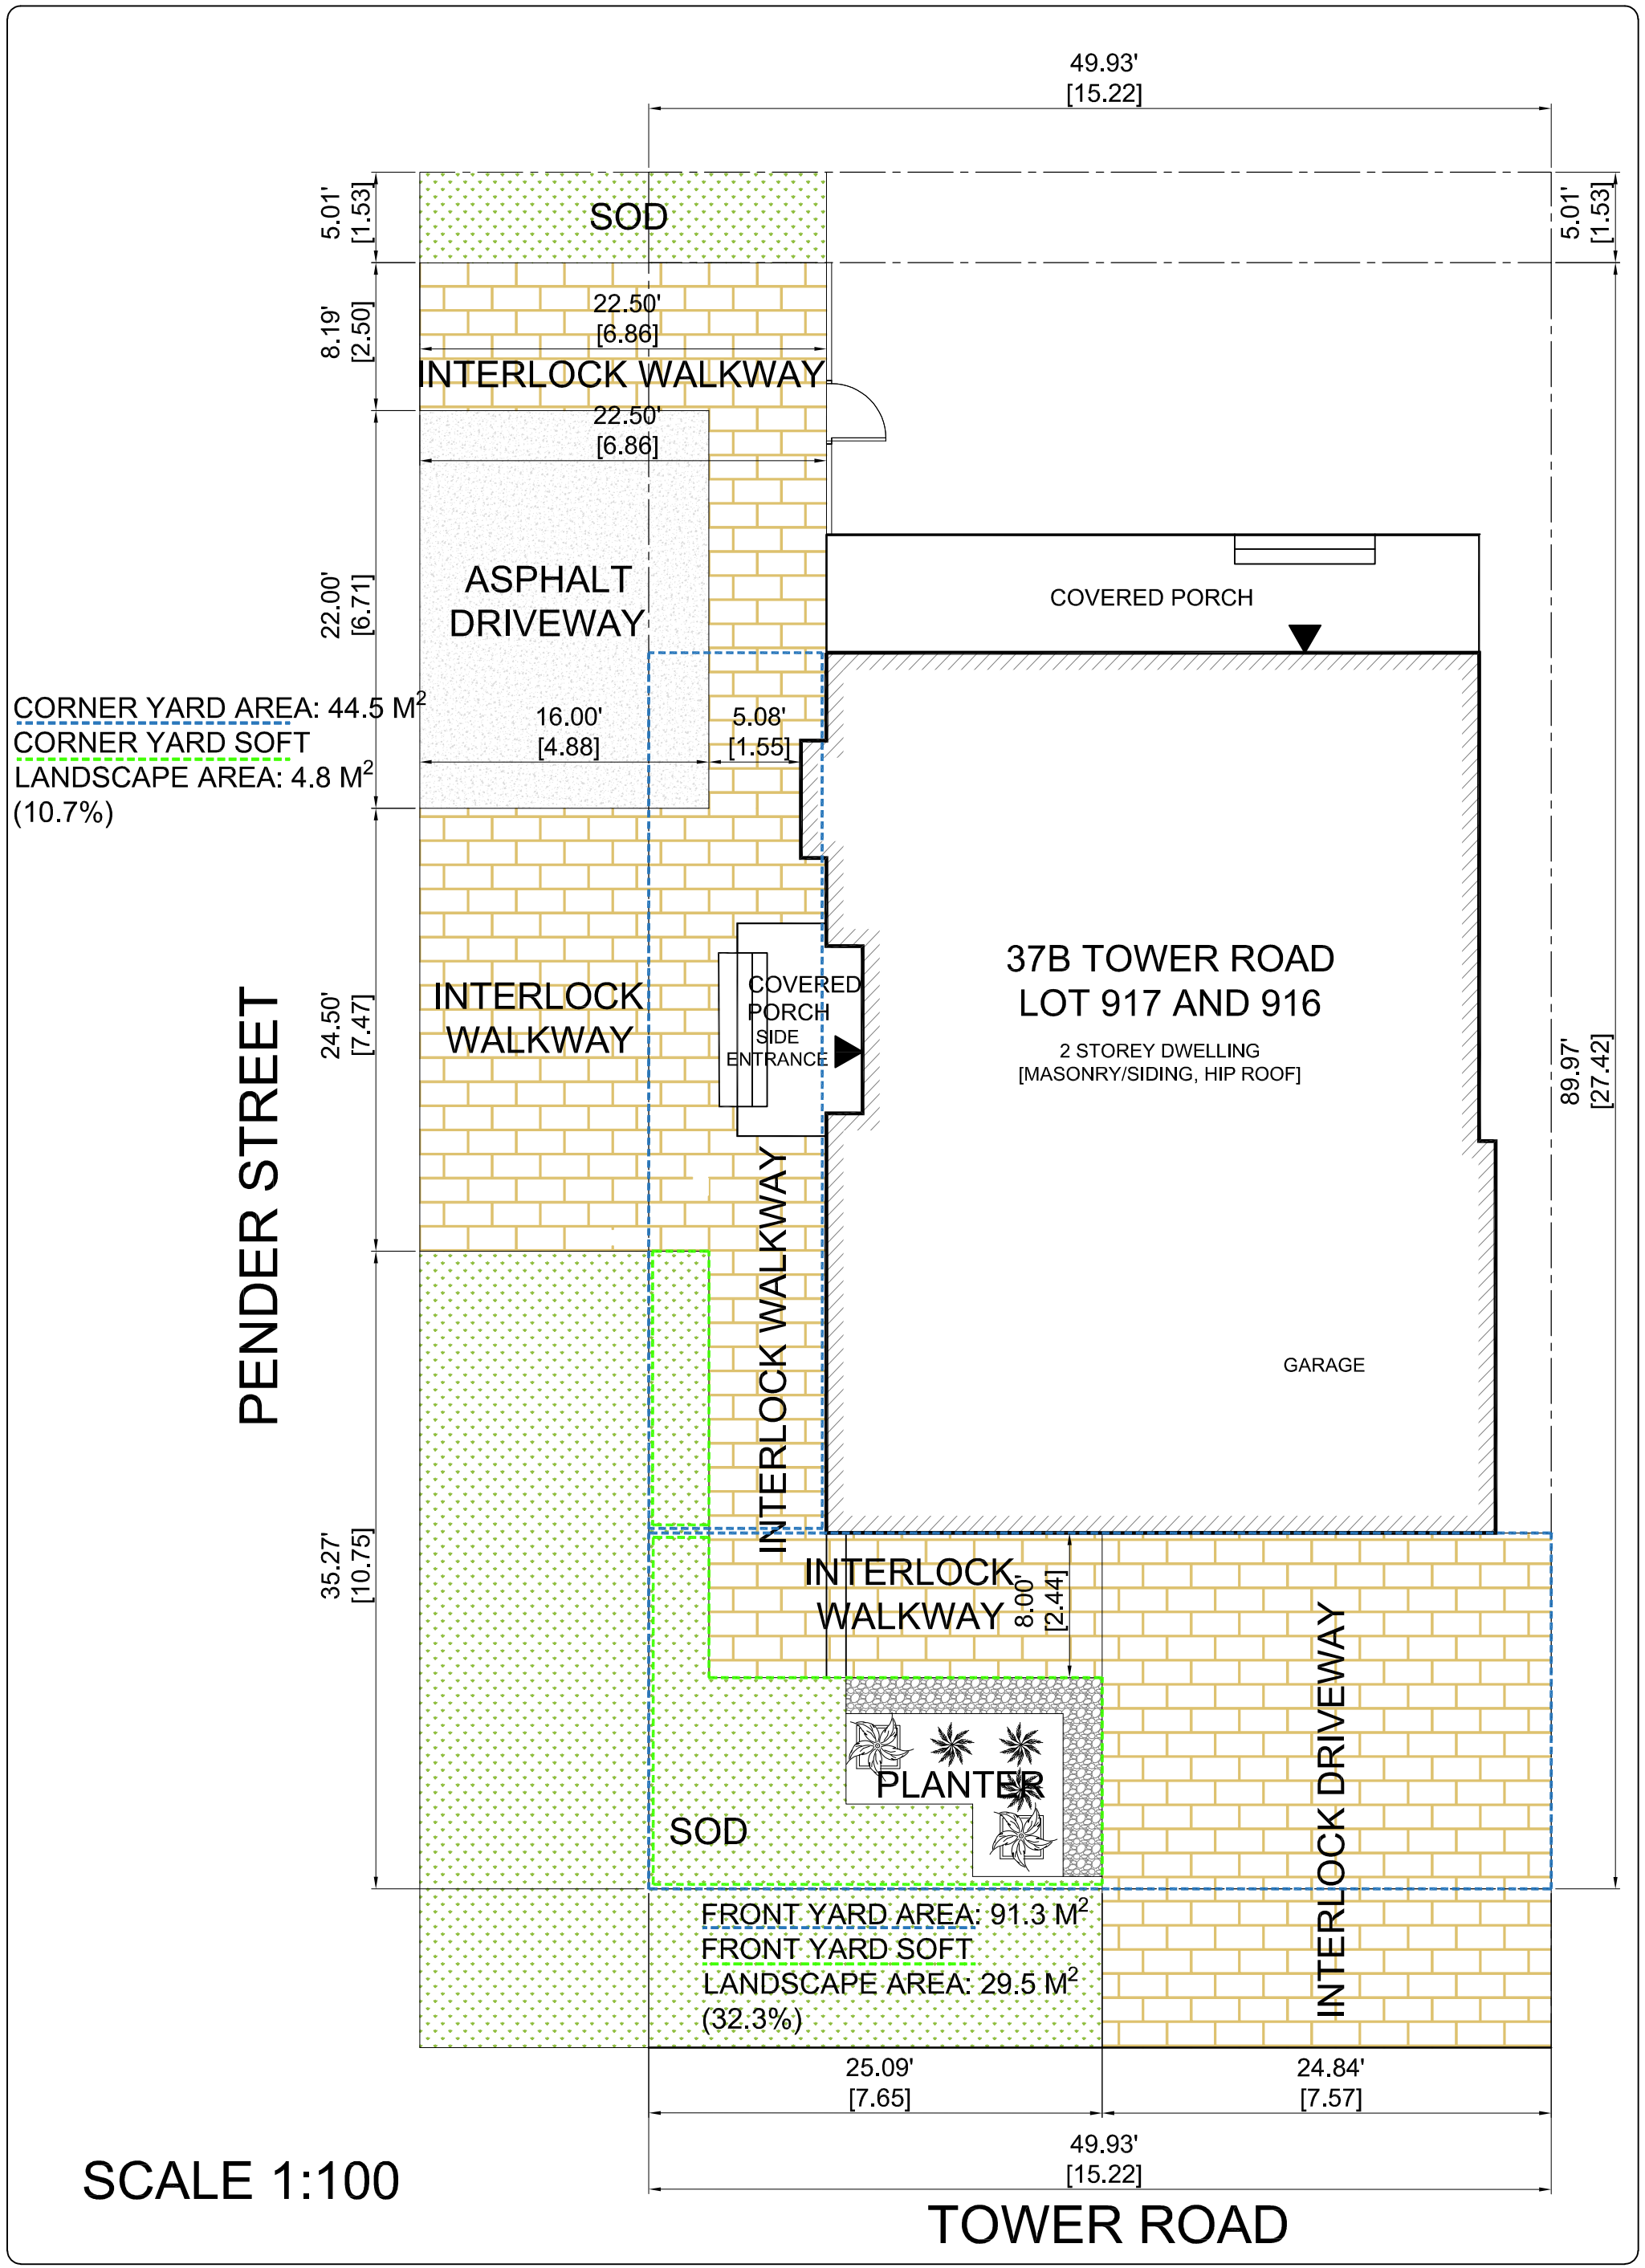 49.93'
[15.22]
5.01'
[1.53]
SOD
5.01'
[1.53]
8.19'
[2.50]
22.50'
[6.86]
INTERLOCK WALKWAY
22.50'
[6.86]
22.00'
[6.71]
ASPHALT
DRIVEWAY
COVERED PORCH
CORNER YARD AREA: 44.5 M²
CORNER YARD SOFT
LANDSCAPE AREA: 4.8 M²
(10.7%)
16.00'
[4.88]
5.08'
[1.55]
37B TOWER ROAD
LOT 917 AND 916
2 STOREY DWELLING
[MASONRY/SIDING, HIP ROOF]
COVERED
PORCH
SIDE
ENTRANCE
INTERLOCK
WALKWAY
24.50'
[7.47]
89.97'
[27.42]
PENDER STREET
INTERLOCK WALKWAY
GARAGE
35.27'
[10.75]
INTERLOCK
WALKWAY
8.00'
[2.44]
INTERLOCK DRIVEWAY
PLANTER
SOD
FRONT YARD AREA: 91.3 M²
FRONT YARD SOFT
LANDSCAPE AREA: 29.5 M²
(32.3%)
25.09'
[7.65]
24.84'
[7.57]
49.93'
[15.22]
SCALE 1:100
TOWER ROAD